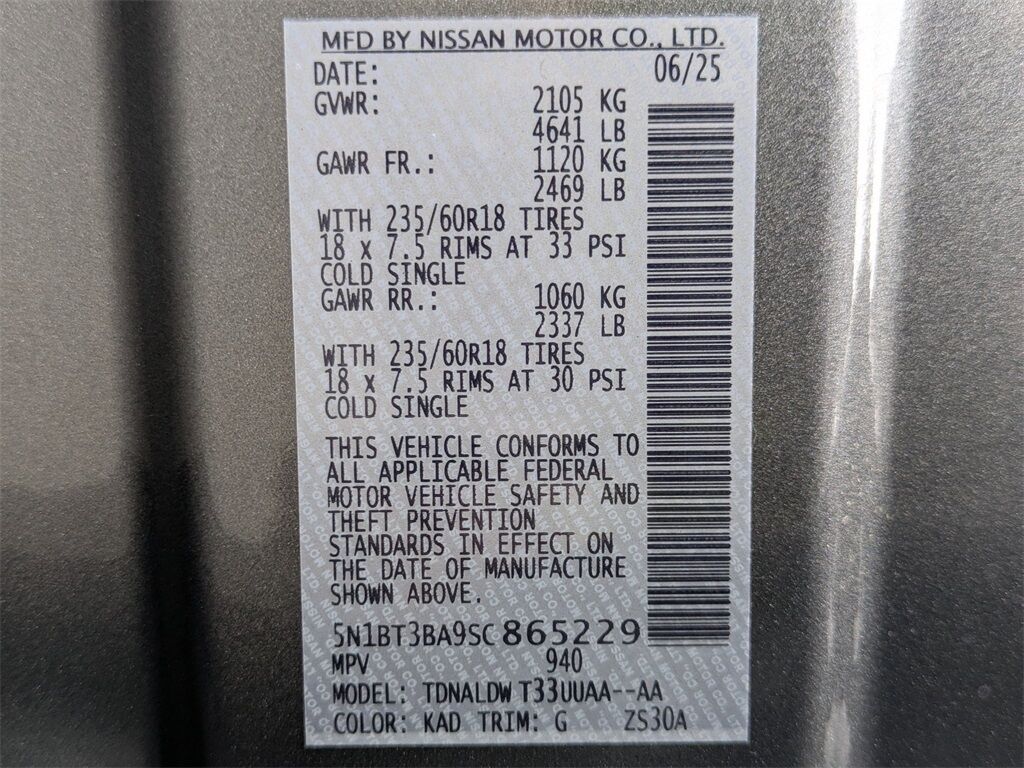 MFD BY NISSAN MOTOR CO., LTD.
DATE: 06/25
GVWR: 2105 KG
4641 LB
GAWR FR.: 1120 KG
2469 LB
WITH 235/60R18 TIRES
18 x 7.5 RIMS AT 33 PSI
COLD SINGLE
GAWR RR.: 1060 KG
2337 LB
WITH 235/60R18 TIRES
18 x 7.5 RIMS AT 30 PSI
COLD SINGLE
THIS VEHICLE CONFORMS TO
ALL APPLICABLE FEDERAL
MOTOR VEHICLE SAFETY AND
THEFT PREVENTION
STANDARDS IN EFFECT ON
THE DATE OF MANUFACTURE
SHOWN ABOVE.
5N1BT3BA9SC865229
MPV 940
MODEL: TDNALDW T33UUAA--AA
COLOR: KAD TRIM: G ZS30A